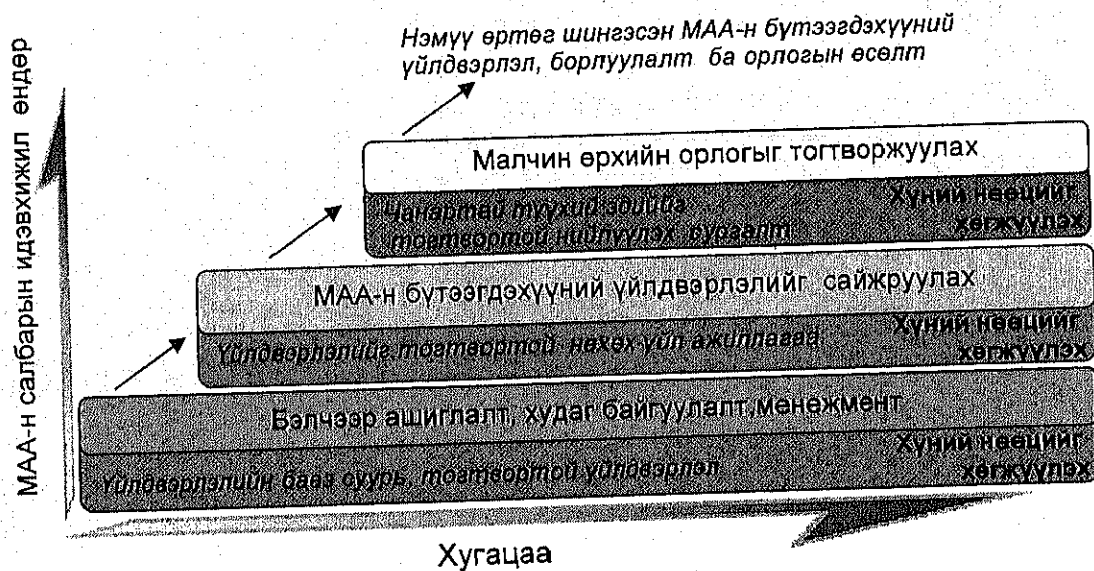 Нэмүү өртөг шингэсэн МАА-н бүтээгдэхүүний
үйлдвэрлэл, борлуулалт ба орлогын өсөлт
Малчин өрхийн орлогыг тогтворжуулах
Чанартай түүхий эдийг
тогтвортой нийлүүлэх сургалт
Хүний нөөцийг
хөгжүүлэх
МАА-н бүтээгдэхүүний үйлдвэрлэлийг сайжруулах
Үйлдвэрлэлийг тогтвортой нөхөх үйл ажиллагаа
Хүний нөөцийг
хөгжүүлэх
Бэлчээр ашиглалт, худаг байгуулалт,менежмент
Үйлдвэрлэлийн бааз суурь, тогтвортой үйлдвэрлэл
Хүний нөөцийг
хөгжүүлэх
МАА-н салбарын идэвхижил өндөр
Хугацаа